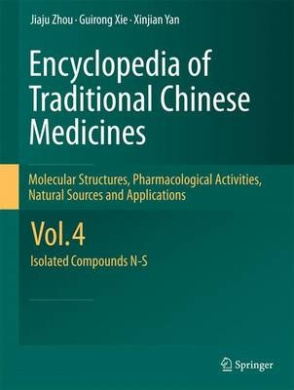 Jiaju Zhou · Guirong Xie · Xinjian Yan
Encyclopedia of
Traditional Chinese
Medicines
Molecular Structures, Pharmacological Activities,
Natural Sources and Applications
Vol.4
Isolated Compounds N-S
Springer